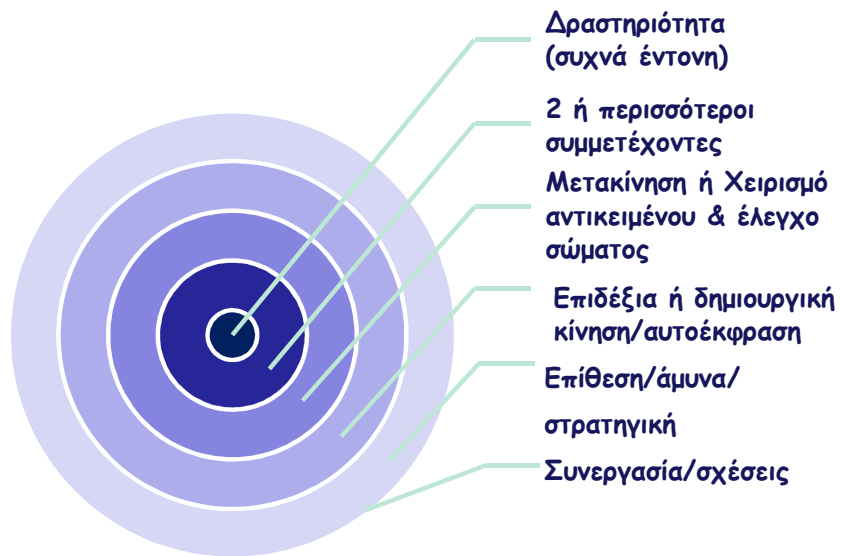 Δραστηριότητα
(συχνά έντονη)
2 ή περισσότεροι
συμμετέχοντες
Μετακίνηση ή Χειρισμό
αντικειμένου & έλεγχο
σώματος
Επιδέξια ή δημιουργική
κίνηση/αυτοέκφραση
Επίθεση/άμυνα/
στρατηγική
Συνεργασία/σχέσεις